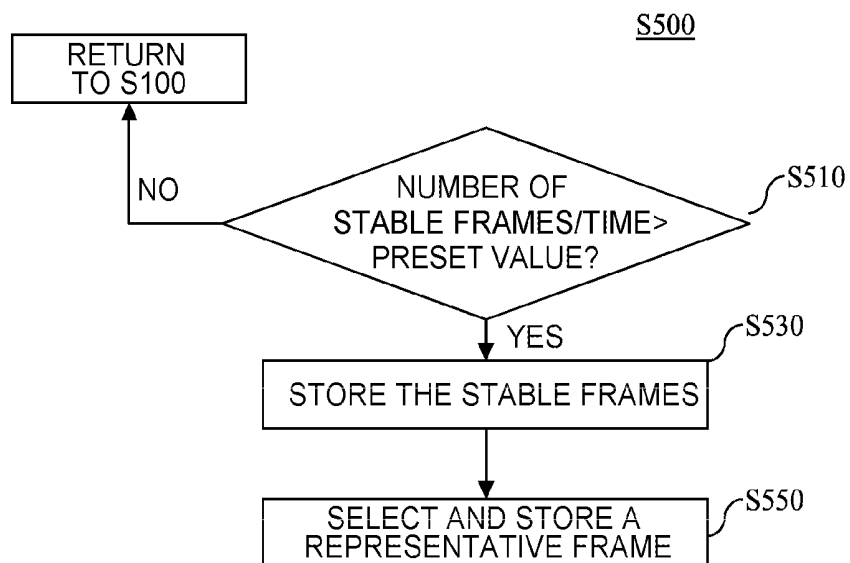 S500
RETURN
TO S100
NO
NUMBER OF
STABLE FRAMES/TIME>
PRESET VALUE?
S510
YES
S530
STORE THE STABLE FRAMES
S550
SELECT AND STORE A
REPRESENTATIVE FRAME